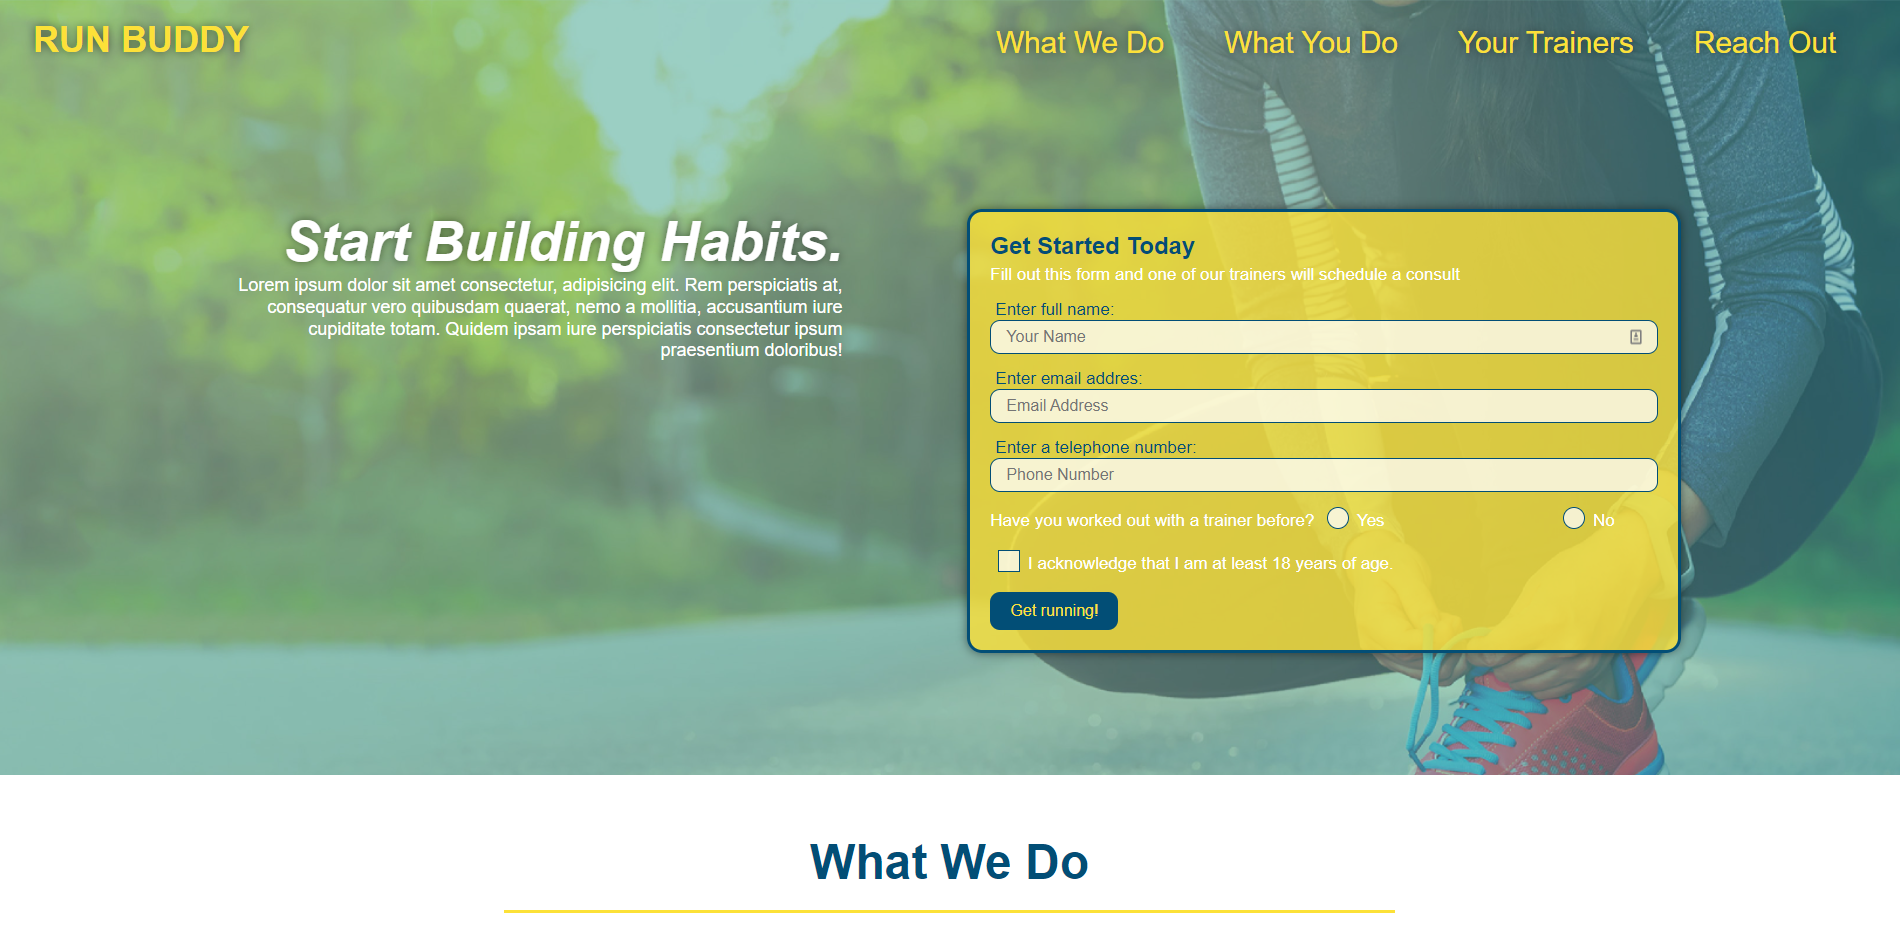 RUN BUDDY
What We Do
What You Do
Your Trainers
Reach Out
Start Building Habits.
Lorem ipsum dolor sit amet consectetur, adipisicing elit. Rem perspiciatis at,
consequatur vero quibusdam quaerat, nemo a mollitia, accusantium iure
cupiditate totam. Quidem ipsam iure perspiciatis consectetur ipsum
praesentium doloribus!
Get Started Today
Fill out this form and one of our trainers will schedule a consult
Enter full name:
Your Name
Enter email addres:
Email Address
Enter a telephone number:
Phone Number
Have you worked out with a trainer before? Yes No
I acknowledge that I am at least 18 years of age.
Get running!
What We Do